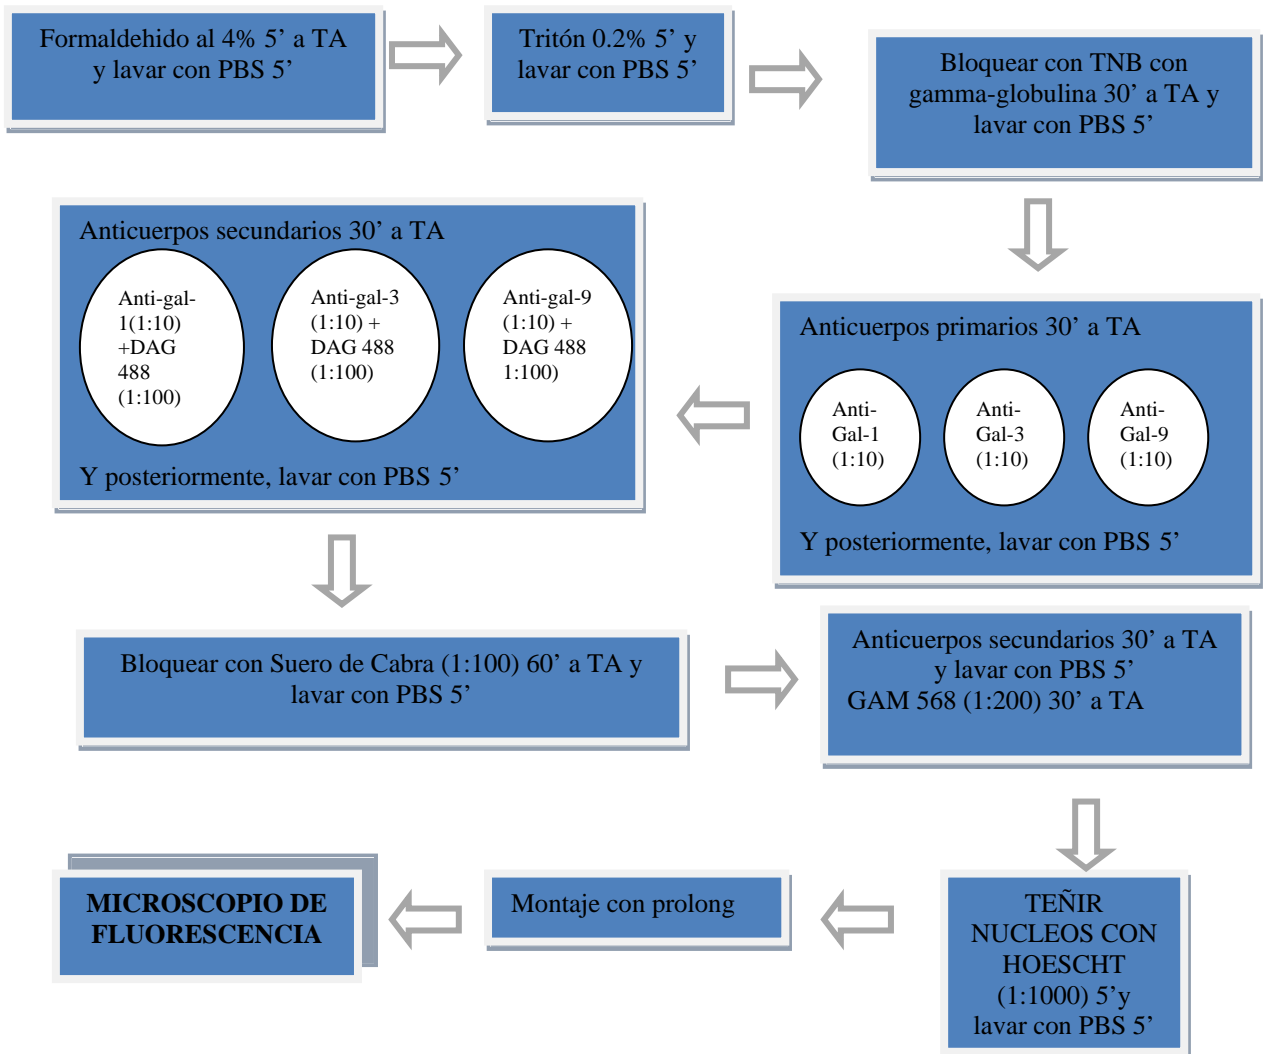 Formaldehido al 4% 5’ a TA
y lavar con PBS 5’
Tritón 0.2% 5’ y
lavar con PBS 5’
Bloquear con TNB con
gamma-globulina 30’ a TA y
lavar con PBS 5’
Anticuerpos primarios 30’ a TA
Anti-
Gal-1
(1:10)
Anti-
Gal-3
(1:10)
Anti-
Gal-9
(1:10)
Y posteriormente, lavar con PBS 5’
Anticuerpos secundarios 30’ a TA
Anti-gal-
1(1:10)
+DAG
488
(1:100)
Anti-gal-3
(1:10) +
DAG 488
(1:100)
Anti-gal-9
(1:10) +
DAG 488
1:100)
Y posteriormente, lavar con PBS 5’
Bloquear con Suero de Cabra (1:100) 60’ a TA y
lavar con PBS 5’
Anticuerpos secundarios 30’ a TA
y lavar con PBS 5’
GAM 568 (1:200) 30’ a TA
TEÑIR
NUCLEOS CON
HOESCHT
(1:1000) 5’y
lavar con PBS 5’
Montaje con prolong
MICROSCOPIO DE
FLUORESCENCIA